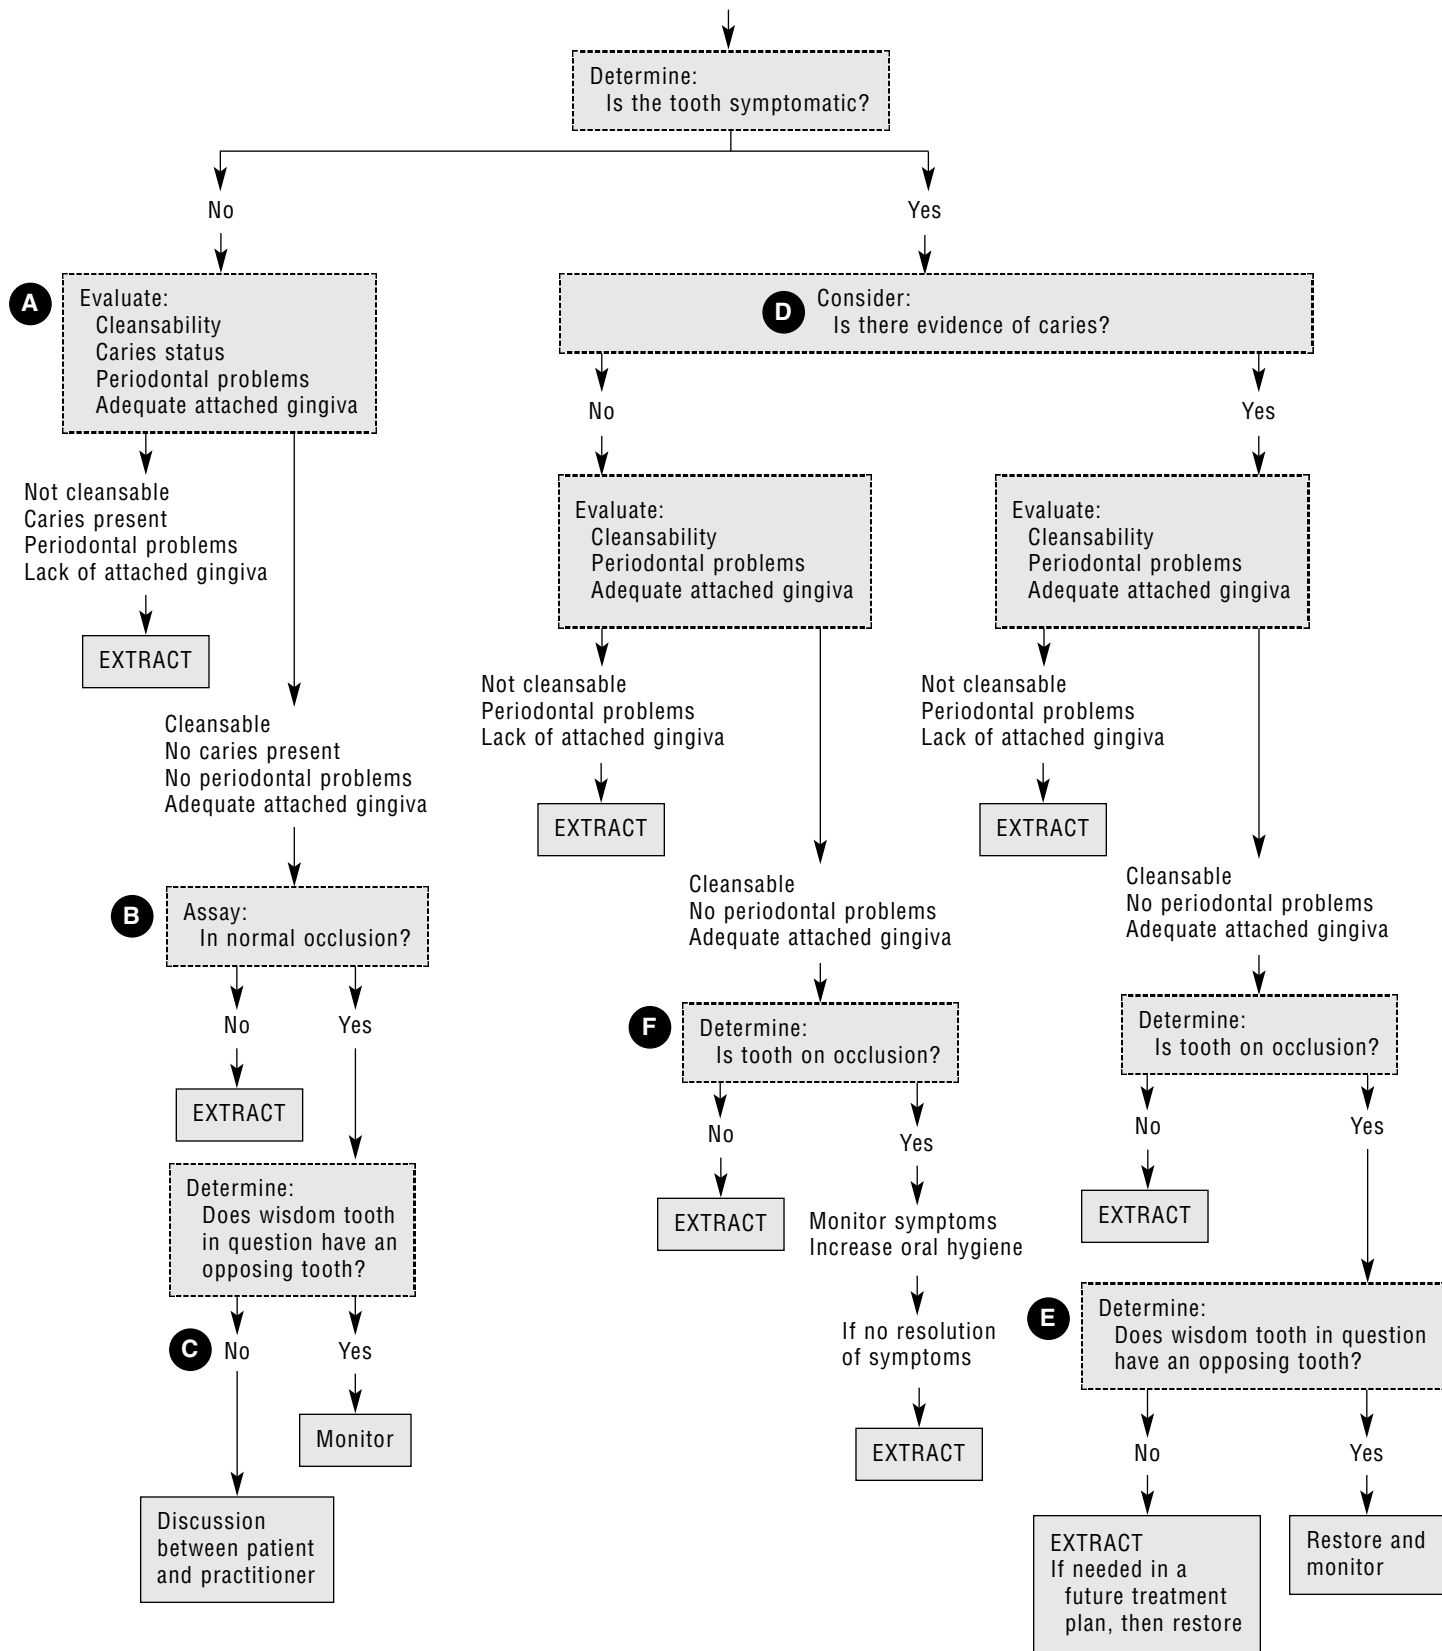 Determine:
Is the tooth symptomatic?
No
Yes
A
Evaluate:
Cleansability
Caries status
Periodontal problems
Adequate attached gingiva
Not cleansable
Caries present
Periodontal problems
Lack of attached gingiva
EXTRACT
Cleansable
No caries present
No periodontal problems
Adequate attached gingiva
B
Assay:
In normal occlusion?
No
Yes
EXTRACT
Determine:
Does wisdom tooth
in question have an
opposing tooth?
C
No
Yes
Monitor
Discussion
between patient
and practitioner
D
Consider:
Is there evidence of caries?
No
Yes
Evaluate:
Cleansability
Periodontal problems
Adequate attached gingiva
Not cleansable
Periodontal problems
Lack of attached gingiva
EXTRACT
Cleansable
No periodontal problems
Adequate attached gingiva
F
Determine:
Is tooth on occlusion?
No
Yes
EXTRACT
Monitor symptoms
Increase oral hygiene
If no resolution
of symptoms
EXTRACT
Evaluate:
Cleansability
Periodontal problems
Adequate attached gingiva
Not cleansable
Periodontal problems
Lack of attached gingiva
EXTRACT
Cleansable
No periodontal problems
Adequate attached gingiva
Determine:
Is tooth on occlusion?
No
Yes
EXTRACT
E
Determine:
Does wisdom tooth in question
have an opposing tooth?
No
Yes
EXTRACT
If needed in a
future treatment
plan, then restore
Restore and
monitor